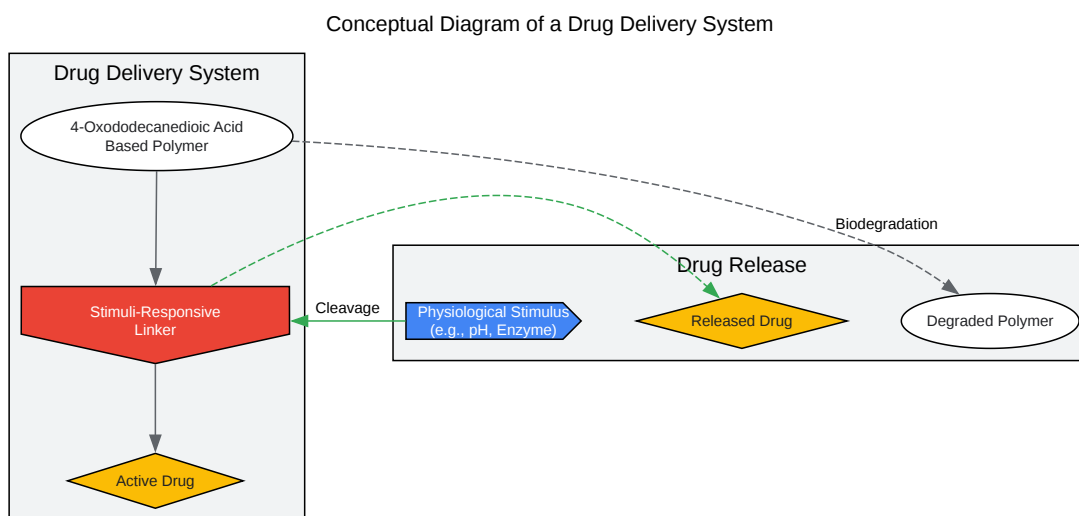 Conceptual Diagram of a Drug Delivery System
Drug Delivery System
4-Oxododecanedioic Acid
Based Polymer
Stimuli-Responsive
Linker
Active Drug
Cleavage
Biodegradation
Drug Release
Physiological Stimulus
(e.g., pH, Enzyme)
Released Drug
Degraded Polymer